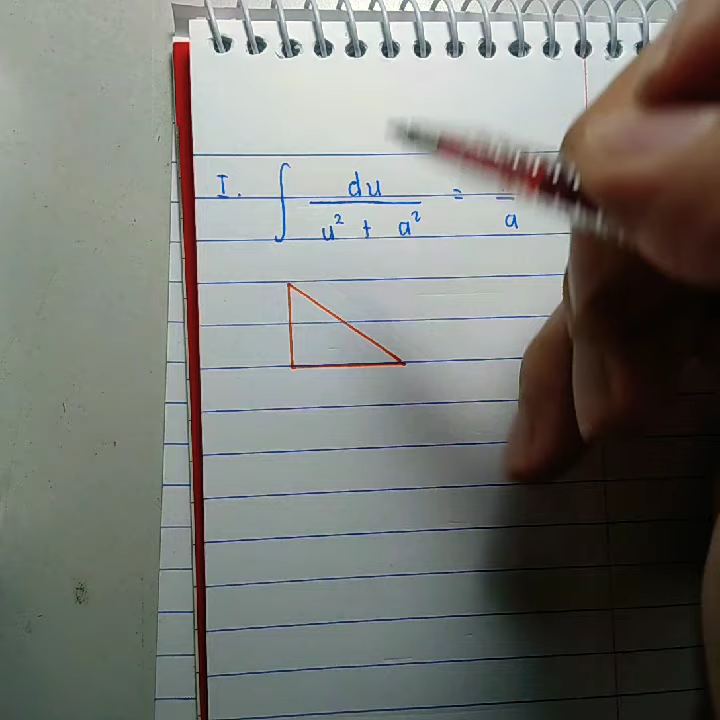 I. ∫ du / (u² + a²) = — / a